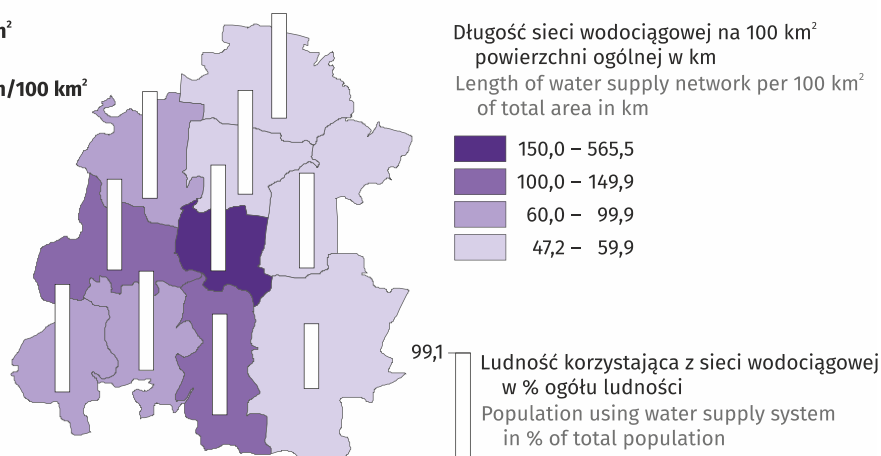 m²
m/100 km²
Długość sieci wodociągowej na 100 km²
powierzchni ogólnej w km
Length of water supply network per 100 km²
of total area in km
150,0 – 565,5
100,0 – 149,9
60,0 – 99,9
47,2 – 59,9
99,1
Ludność korzystająca z sieci wodociągowej
w % ogółu ludności
Population using water supply system
in % of total population